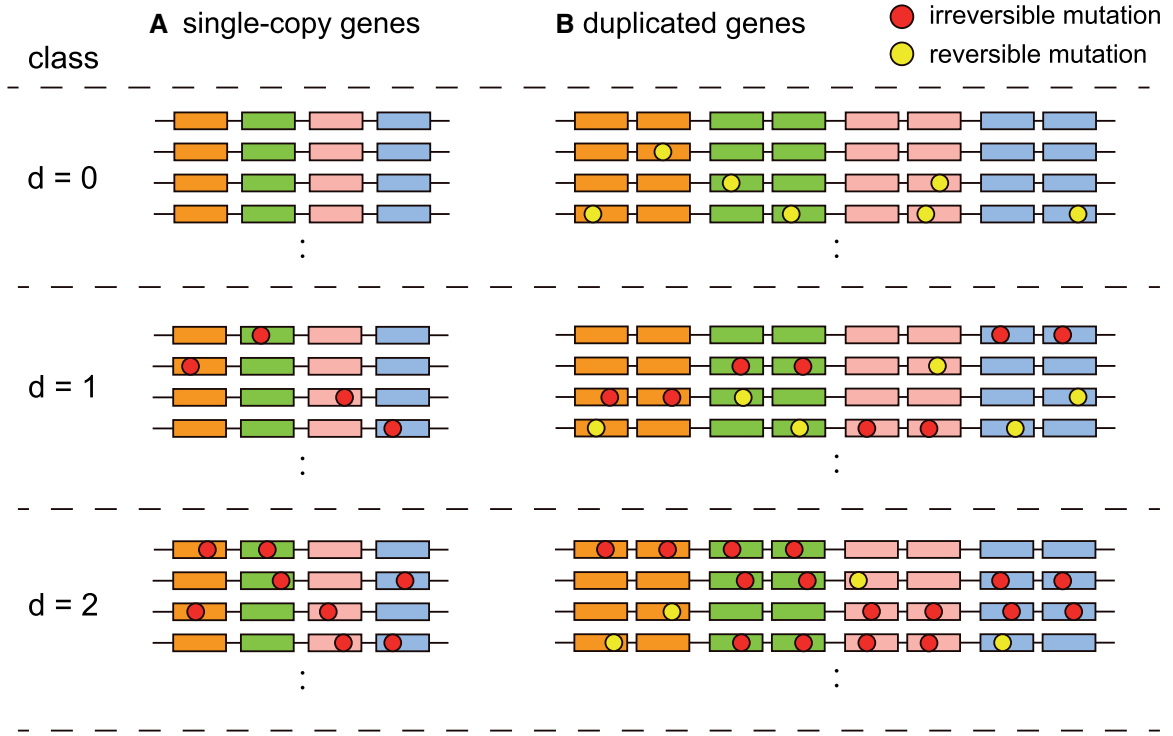 A single-copy genes
B duplicated genes
irreversible mutation
reversible mutation
class
d = 0
d = 1
d = 2